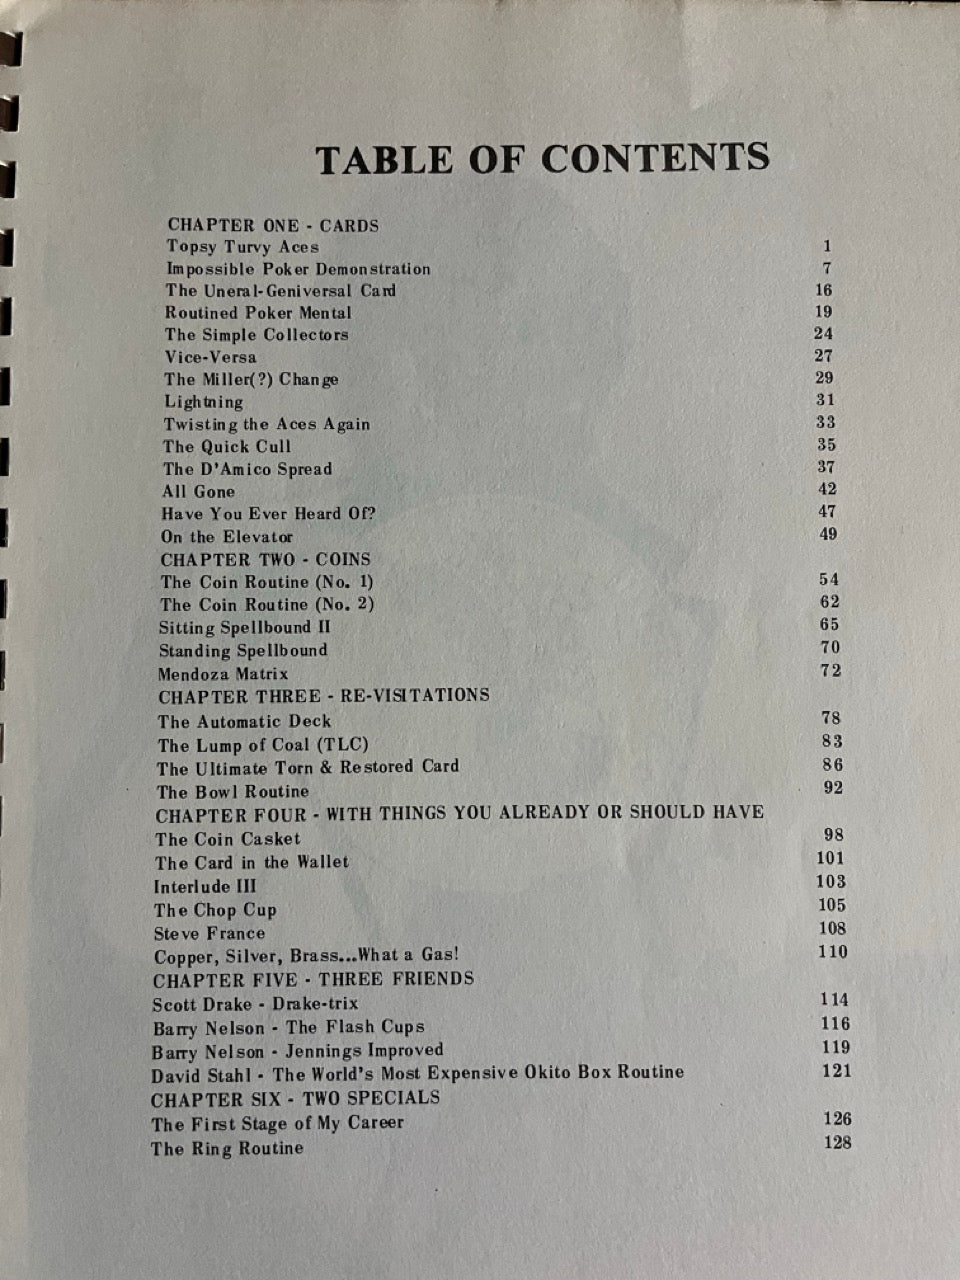 TABLE OF CONTENTS
CHAPTER ONE - CARDS
Topsy Turvy Aces 1
Impossible Poker Demonstration 7
The Uneral-Geniversal Card 16
Routined Poker Mental 19
The Simple Collectors 24
Vice-Versa 27
The Miller(?) Change 29
Lightning 31
Twisting the Aces Again 33
The Quick Cull 35
The D'Amico Spread 37
All Gone 42
Have You Ever Heard Of? 47
On the Elevator 49
CHAPTER TWO - COINS
The Coin Routine (No. 1) 54
The Coin Routine (No. 2) 62
Sitting Spellbound II 65
Standing Spellbound 70
Mendoza Matrix 72
CHAPTER THREE - RE-VISITATIONS
The Automatic Deck 78
The Lump of Coal (TLC) 83
The Ultimate Torn & Restored Card 86
The Bowl Routine 92
CHAPTER FOUR - WITH THINGS YOU ALREADY OR SHOULD HAVE
The Coin Casket 98
The Card in the Wallet 101
Interlude III 103
The Chop Cup 105
Steve France 108
Copper, Silver, Brass...What a Gas! 110
CHAPTER FIVE - THREE FRIENDS
Scott Drake - Drake-trix 114
Barry Nelson - The Flash Cups 116
Barry Nelson - Jennings Improved 119
David Stahl - The World's Most Expensive Okito Box Routine 121
CHAPTER SIX - TWO SPECIALS
The First Stage of My Career 126
The Ring Routine 128